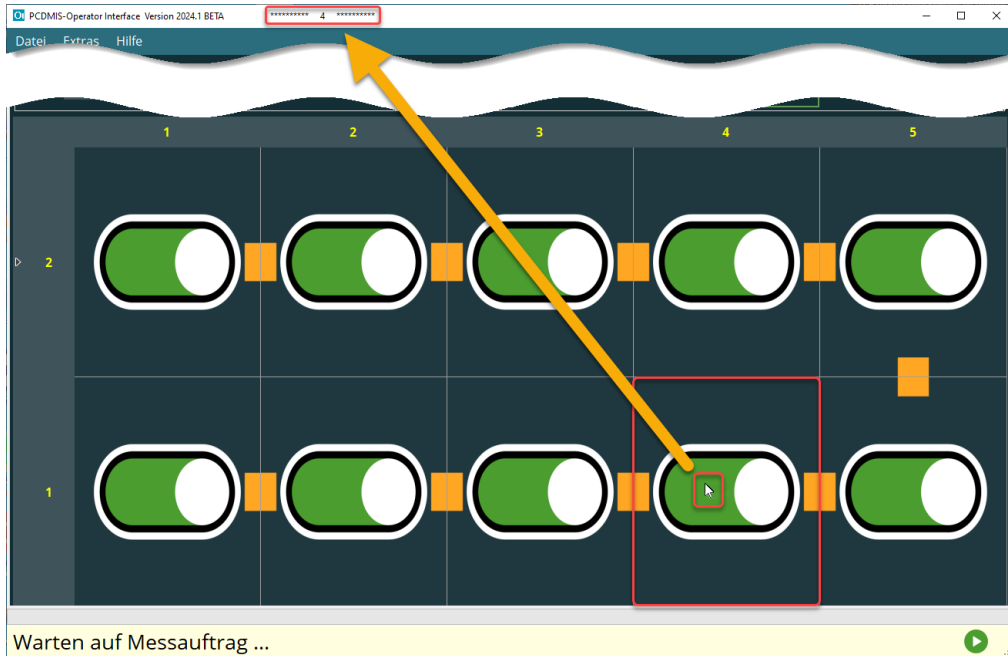 OI PCDMIS-Operator Interface Version 2024.1 BETA ********** 4 **********
Datei Extras Hilfe
1 2 3 4 5
2
1
Warten auf Messauftrag ...